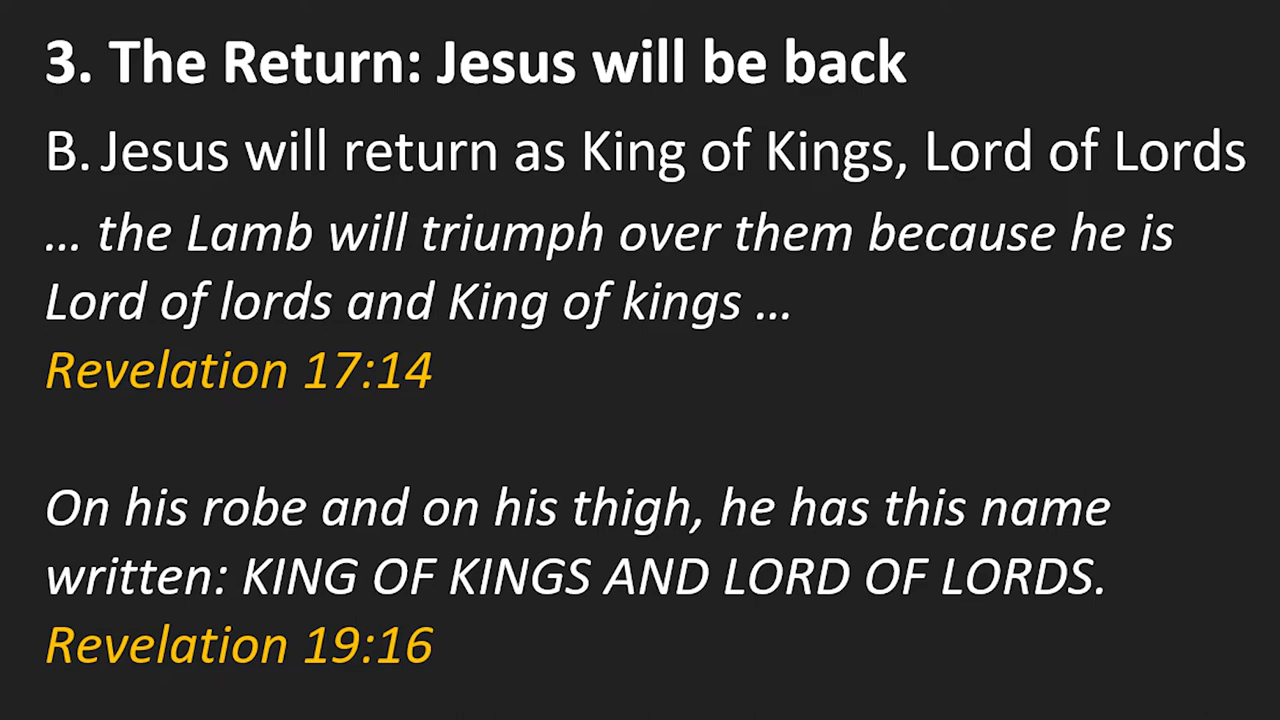 3. The Return: Jesus will be back
B. Jesus will return as King of Kings, Lord of Lords
... the Lamb will triumph over them because he is
Lord of lords and King of kings ...
Revelation 17:14
On his robe and on his thigh, he has this name
written: KING OF KINGS AND LORD OF LORDS.
Revelation 19:16